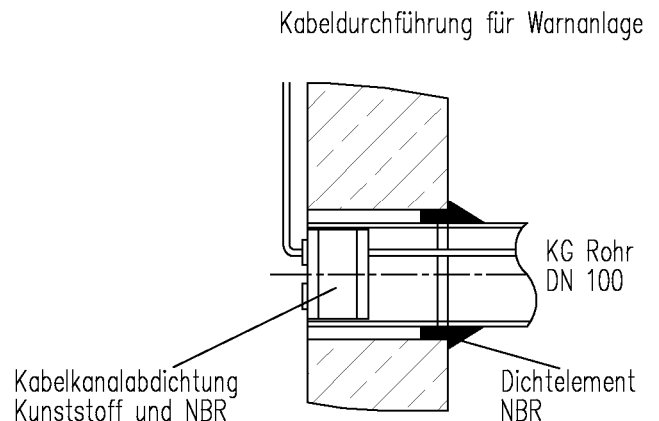 Kabeldurchführung für Warnanlage
KG Rohr
DN 100
Kabelkanalabdichtung
Kunststoff und NBR
Dichtelement
NBR